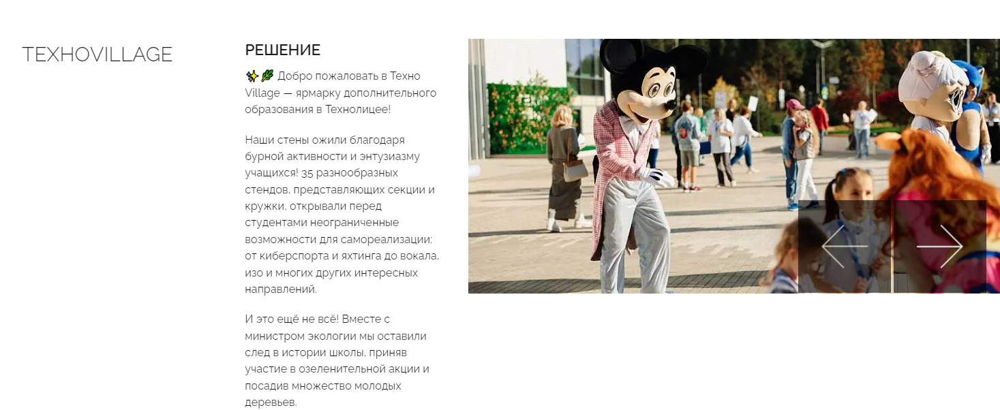 ТЕХНОVILLAGE
РЕШЕНИЕ
✨🌿 Добро пожаловать в Техно
Village — ярмарку дополнительного
образования в Технолицее!
Наши стены ожили благодаря
бурной активности и энтузиазму
учащихся! 35 разнообразных
стендов, представляющих секции и
кружки, открывали перед
студентами неограниченные
возможности для самореализации:
от киберспорта и яхтинга до вокала,
изо и многих других интересных
направлений.
И это ещё не всё! Вместе с
министром экологии мы оставили
след в истории школы, приняв
участие в озеленительной акции и
посадив множество молодых
деревьев.